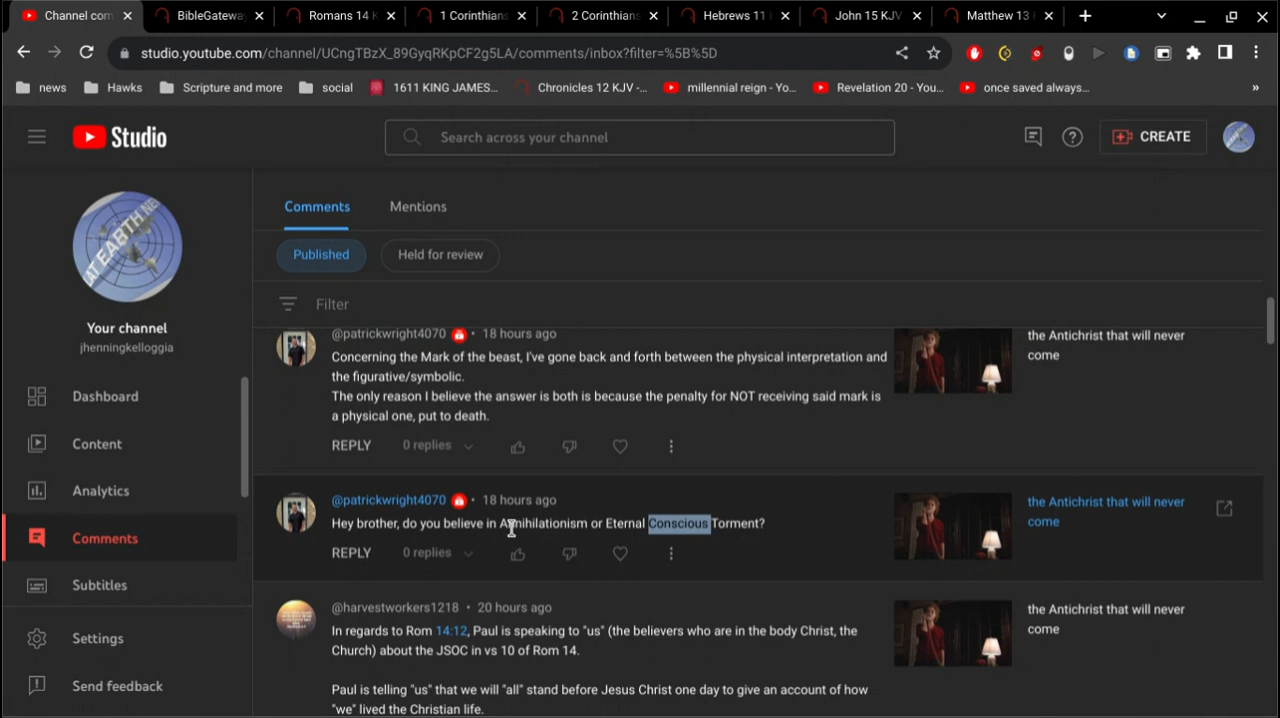 Channel com
BibleGatewa
Romans 14 K
1 Corinthians
2 Corinthians
Hebrews 11
John 15 KJV
Matthew 13
studio.youtube.com/channel/UCngTBzX_89GyqRKpCF2g5LA/comments/inbox?filter=%5B%5D
news
Hawks
Scripture and more
social
1611 KING JAMES...
Chronicles 12 KJV -...
millennial reign - Yo...
Revelation 20 - You...
once saved always...
Studio
Search across your channel
CREATE
Your channel
jhenningkelloggia
Dashboard
Content
Analytics
Comments
Subtitles
Settings
Send feedback
Comments
Mentions
Published
Held for review
Filter
@patrickwright4070 • 18 hours ago
Concerning the Mark of the beast, I've gone back and forth between the physical interpretation and
the figurative/symbolic.
The only reason I believe the answer is both is because the penalty for NOT receiving said mark is
a physical one, put to death.
REPLY 0 replies
the Antichrist that will never
come
@patrickwright4070 • 18 hours ago
Hey brother, do you believe in Annihilationism or Eternal Conscious Torment?
REPLY 0 replies
the Antichrist that will never
come
@harvestworkers1218 • 20 hours ago
In regards to Rom 14:12, Paul is speaking to "us" (the believers who are in the body Christ, the
Church) about the JSOC in vs 10 of Rom 14.
Paul is telling "us" that we will "all" stand before Jesus Christ one day to give an account of how
"we" lived the Christian life.
the Antichrist that will never
come